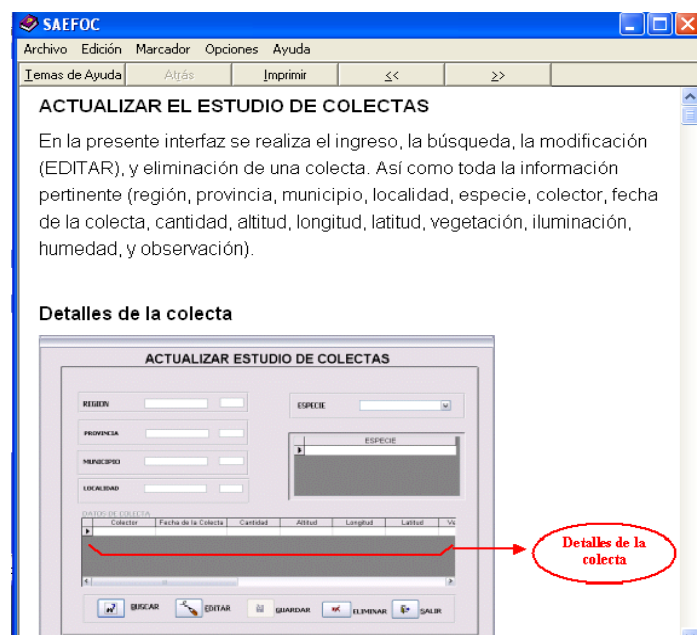 SAEFOC
Archivo Edición Marcador Opciones Ayuda
Temas de Ayuda Atrás Imprimir << >>
ACTUALIZAR EL ESTUDIO DE COLECTAS
En la presente interfaz se realiza el ingreso, la búsqueda, la modificación
(EDITAR), y eliminación de una colecta. Así como toda la información
pertinente (región, provincia, municipio, localidad, especie, colector, fecha
de la colecta, cantidad, altitud, longitud, latitud, vegetación, iluminación,
humedad, y observación).
Detalles de la colecta
ACTUALIZAR ESTUDIO DE COLECTAS
REGION
ESPECIE
PROVINCIA
ESPECIE
MUNICIPIO
LOCALIDAD
DATOS DE COLECTA
Colector Fecha de la Colecta Cantidad Altitud Longitud Latitud Ve
Detalles de la
colecta
BUSCAR EDITAR GUARDAR ELIMINAR SALIR